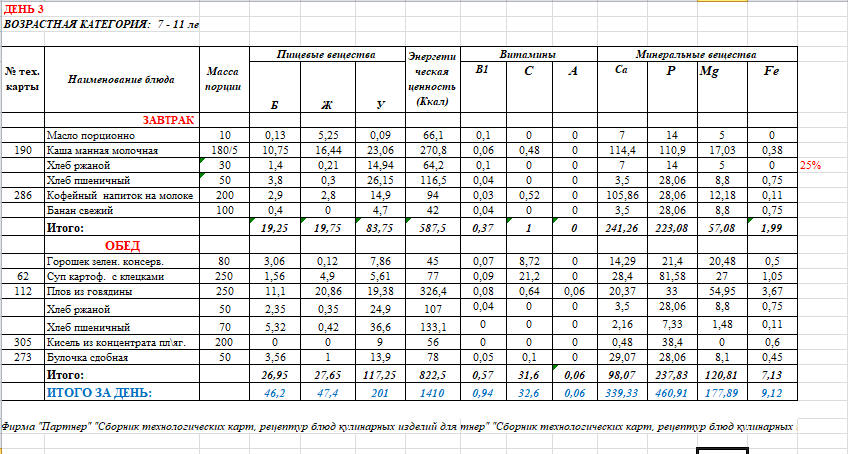 ДЕНЬ 3
ВОЗРАСТНАЯ КАТЕГОРИЯ: 7 - 11 ле
№ тех. карты Наименование блюда Масса порции Пищевые вещества Энергети ческая ценность (Ккал) Витамины Минеральные вещества
Б Ж У В1 С А Са Р Mg Fe
ЗАВТРАК
Масло порционно 10 0,13 5,25 0,09 66,1 0,1 0 0 7 14 5 0
190 Каша манная молочная 180/5 10,75 16,44 23,06 270,8 0,06 0,48 0 114,4 110,9 17,03 0,38
Хлеб ржаной 30 1,4 0,21 14,94 64,2 0,1 0 0 7 14 5 0 25%
Хлеб пшеничный 50 3,8 0,3 26,15 116,5 0,04 0 0 3,5 28,06 8,8 0,75
286 Кофейный напиток на молоке 200 2,9 2,8 14,9 94 0,03 0,52 0 105,86 28,06 12,18 0,11
Банан свежий 100 0,4 0 4,7 42 0,04 0 0 3,5 28,06 8,8 0,75
Итого: 19,25 19,75 83,75 587,5 0,37 1 0 241,26 223,08 57,08 1,99
ОБЕД
Горошек зелен. консерв. 80 3,06 0,12 7,86 45 0,07 8,72 0 14,29 21,4 20,48 0,5
62 Суп картоф. с клецками 250 1,56 4,9 5,61 77 0,09 21,2 0 28,4 81,58 27 1,05
112 Плов из говядины 250 11,1 20,86 19,38 326,4 0,08 0,64 0,06 20,37 33 54,95 3,67
Хлеб ржаной 50 2,35 0,35 24,9 107 0,04 0 0 3,5 28,06 8,8 0,75
Хлеб пшеничный 70 5,32 0,42 36,6 133,1 0 0 0 2,16 7,33 1,48 0,11
305 Кисель из концентрата пл\яг. 200 0 0 9 56 0 0 0 0,48 38,4 0 0,6
273 Булочка сдобная 50 3,56 1 13,9 78 0,05 0,1 0 29,07 28,06 8,1 0,45
Итого: 26,95 27,65 117,25 822,5 0,57 31,6 0,06 98,07 237,83 120,81 7,13
ИТОГО ЗА ДЕНЬ: 46,2 47,4 201 1410 0,94 32,6 0,06 339,33 460,91 177,89 9,12
Фирма "Партнер" "Сборник технологических карт, рецептур блюд кулинарных изделий для тнер" "Сборник технологических карт, рецептур блюд кулинарных